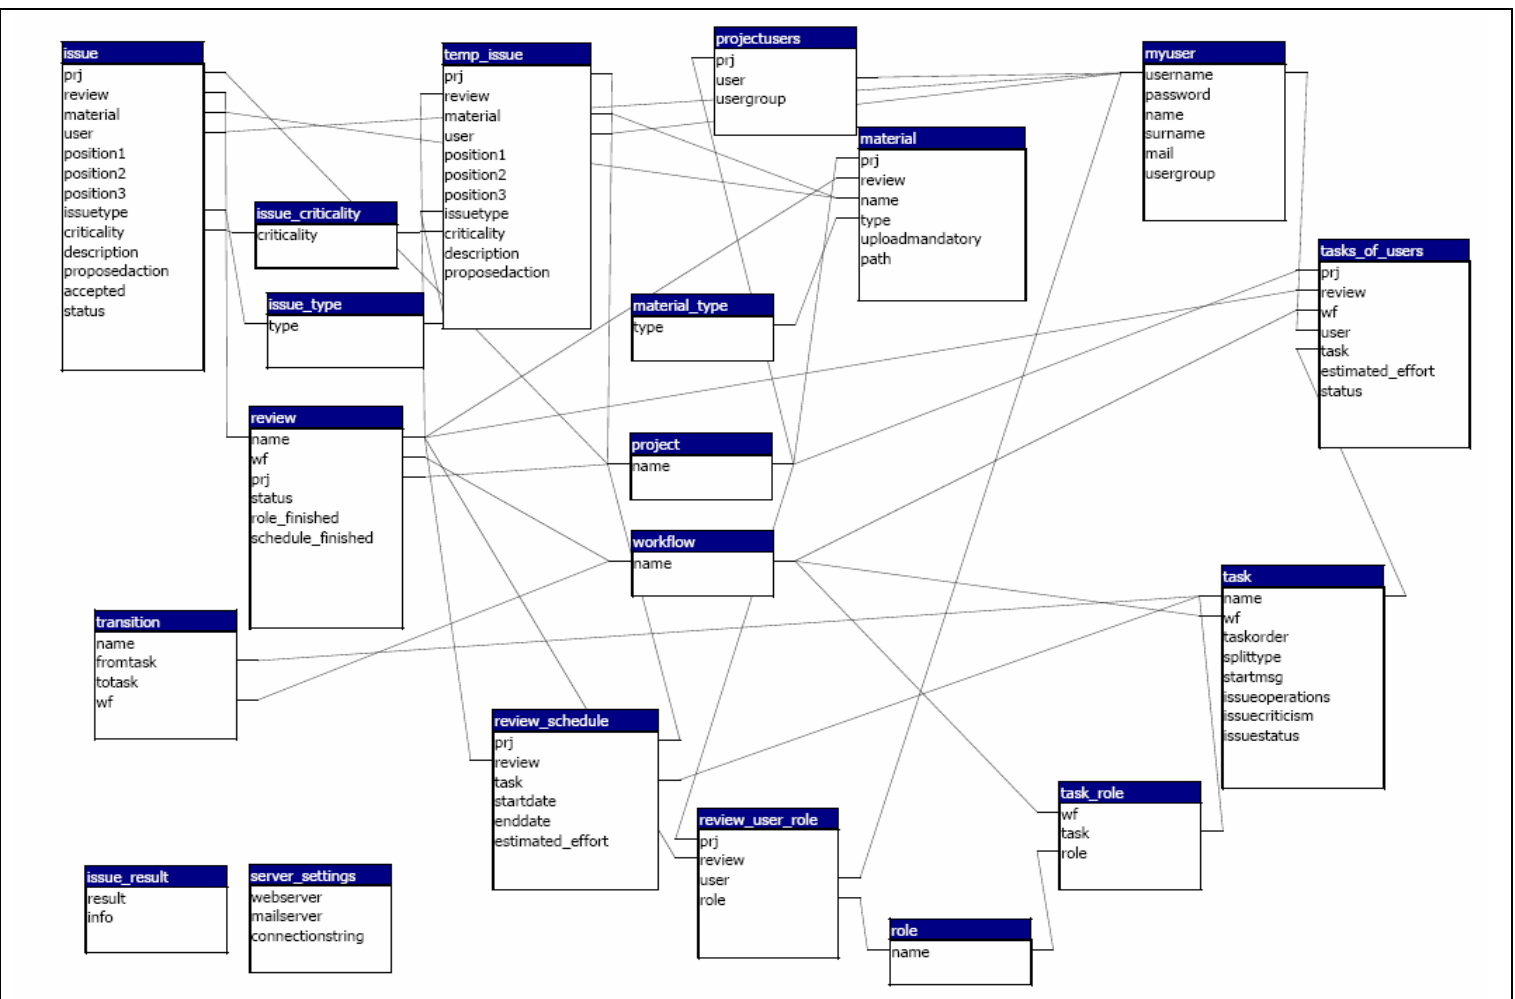 issue
prj
review
material
user
position1
position2
position3
issuetype
criticality
description
proposedaction
accepted
status
temp_issue
prj
review
material
user
position1
position2
position3
issuetype
criticality
description
proposedaction
projectusers
prj
user
usergroup
myuser
username
password
name
surname
mail
usergroup
material
prj
review
name
type
uploadmandatory
path
issue_criticality
criticality
issue_type
type
material_type
type
tasks_of_users
prj
review
wf
user
task
estimated_effort
status
review
name
wf
prj
status
role_finished
schedule_finished
project
name
workflow
name
task
name
wf
taskorder
splittype
startmsg
issueoperations
issuecriticism
issuestatus
transition
name
fromtask
totask
wf
review_schedule
prj
review
task
startdate
enddate
estimated_effort
review_user_role
prj
review
user
role
task_role
wf
task
role
issue_result
result
info
server_settings
webserver
mailserver
connectionstring
role
name